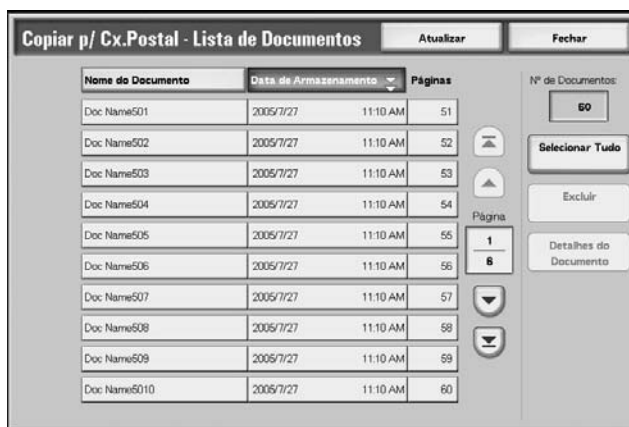 Copiar p/ Cx.Postal - Lista de Documentos Atualizar Fechar
Nome do Documento Data de Armazenamento Páginas Nº de Documentos:
60
Doc Name501 2005/7/27 11:10 AM 51
Doc Name502 2005/7/27 11:10 AM 52
Selecionar Tudo
Doc Name503 2005/7/27 11:10 AM 53
Doc Name504 2005/7/27 11:10 AM 54
Excluir
Página
Doc Name505 2005/7/27 11:10 AM 55
1
6
Detalhes do
Documento
Doc Name506 2005/7/27 11:10 AM 56
Doc Name507 2005/7/27 11:10 AM 57
Doc Name508 2005/7/27 11:10 AM 58
Doc Name509 2005/7/27 11:10 AM 59
Doc Name5010 2005/7/27 11:10 AM 60